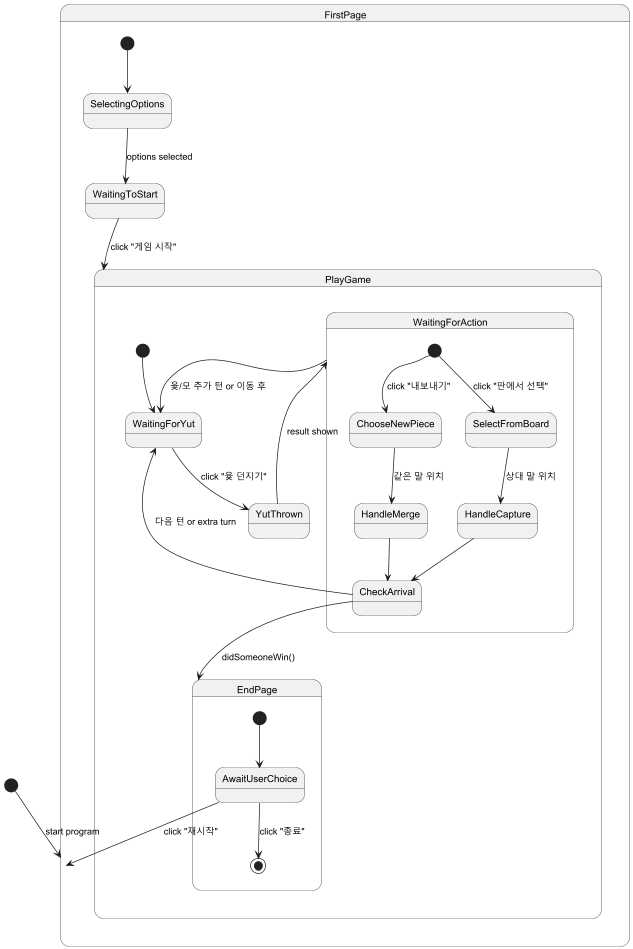 FirstPage
SelectingOptions
options selected
WaitingToStart
click "게임 시작"
PlayGame
WaitingForAction
윷/모 추가 턴 or 이동 후
click "내보내기"
click "판에서 선택"
WaitingForYut
ChooseNewPiece
SelectFromBoard
result shown
click "윷 던지기"
같은 말 위치
상대 말 위치
YutThrown
HandleMerge
HandleCapture
다음 턴 or extra turn
CheckArrival
didSomeoneWin()
EndPage
AwaitUserChoice
start program
click "재시작"
click "종료"